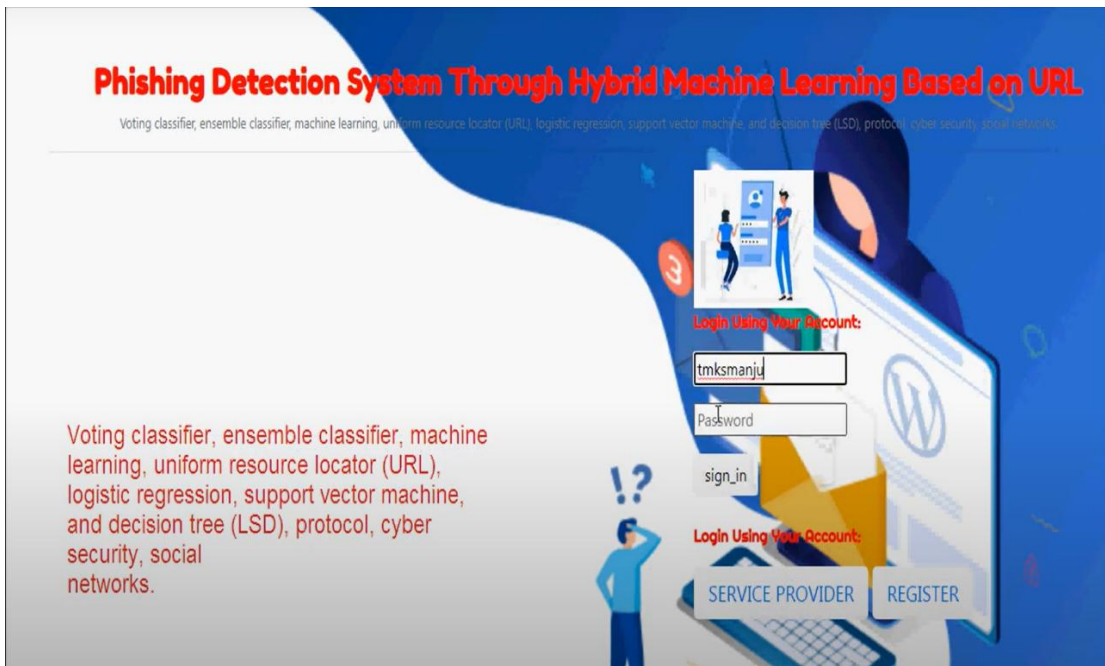 Phishing Detection System Through Hybrid Machine Learning Based on URL
Voting classifier, ensemble classifier, machine learning, uniform resource locator (URL), logistic regression, support vector machine, and decision tree (LSD), protocol, cyber security, social networks.
3
Login Using Your Account:
tmksmanju
Password
sign_in
Voting classifier, ensemble classifier, machine
learning, uniform resource locator (URL),
logistic regression, support vector machine,
and decision tree (LSD), protocol, cyber
security, social
networks.
!?
Login Using Your Account:
SERVICE PROVIDER
REGISTER